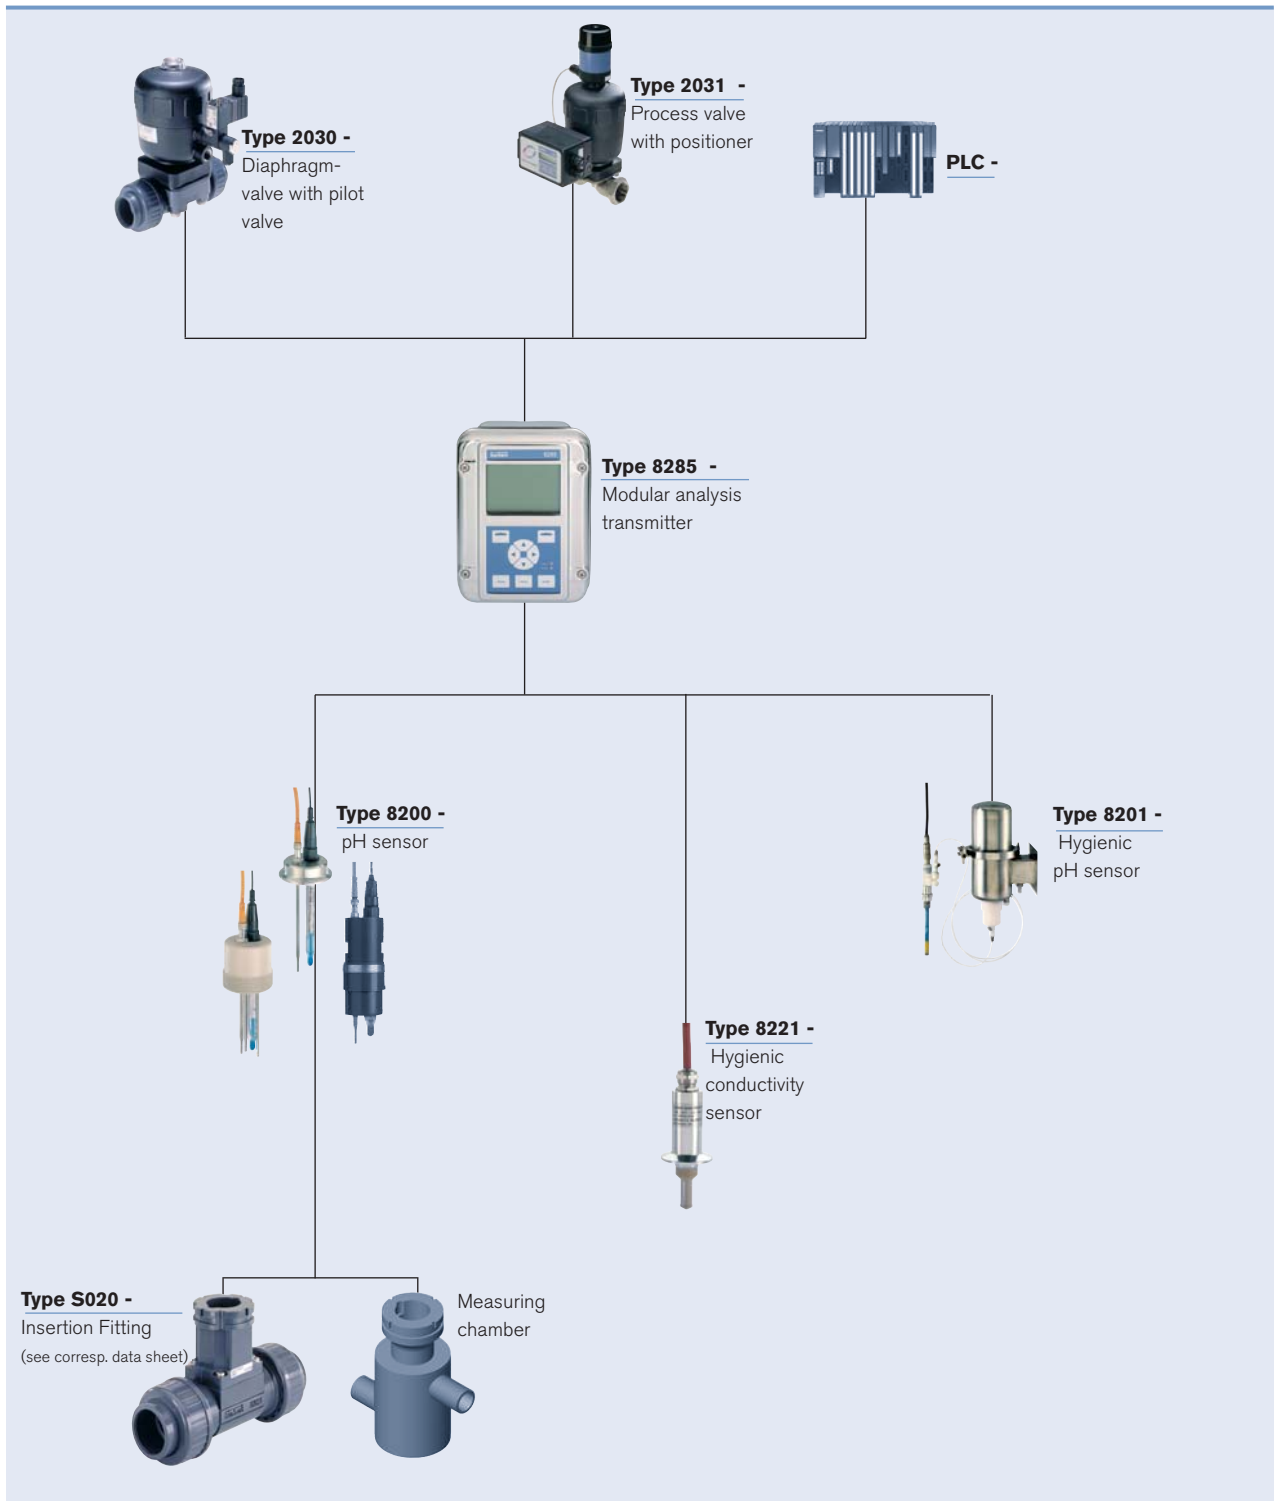 Type 2031 -
Process valve
with positioner
Type 2030 -
Diaphragm-
valve with pilot
valve
PLC -
8285
Type 8285 -
Modular analysis
transmitter
Type 8200 -
pH sensor
Type 8201 -
Hygienic
pH sensor
Type 8221 -
Hygienic
conductivity
sensor
Type S020 -
Insertion Fitting
(see corresp. data sheet)
Measuring
chamber